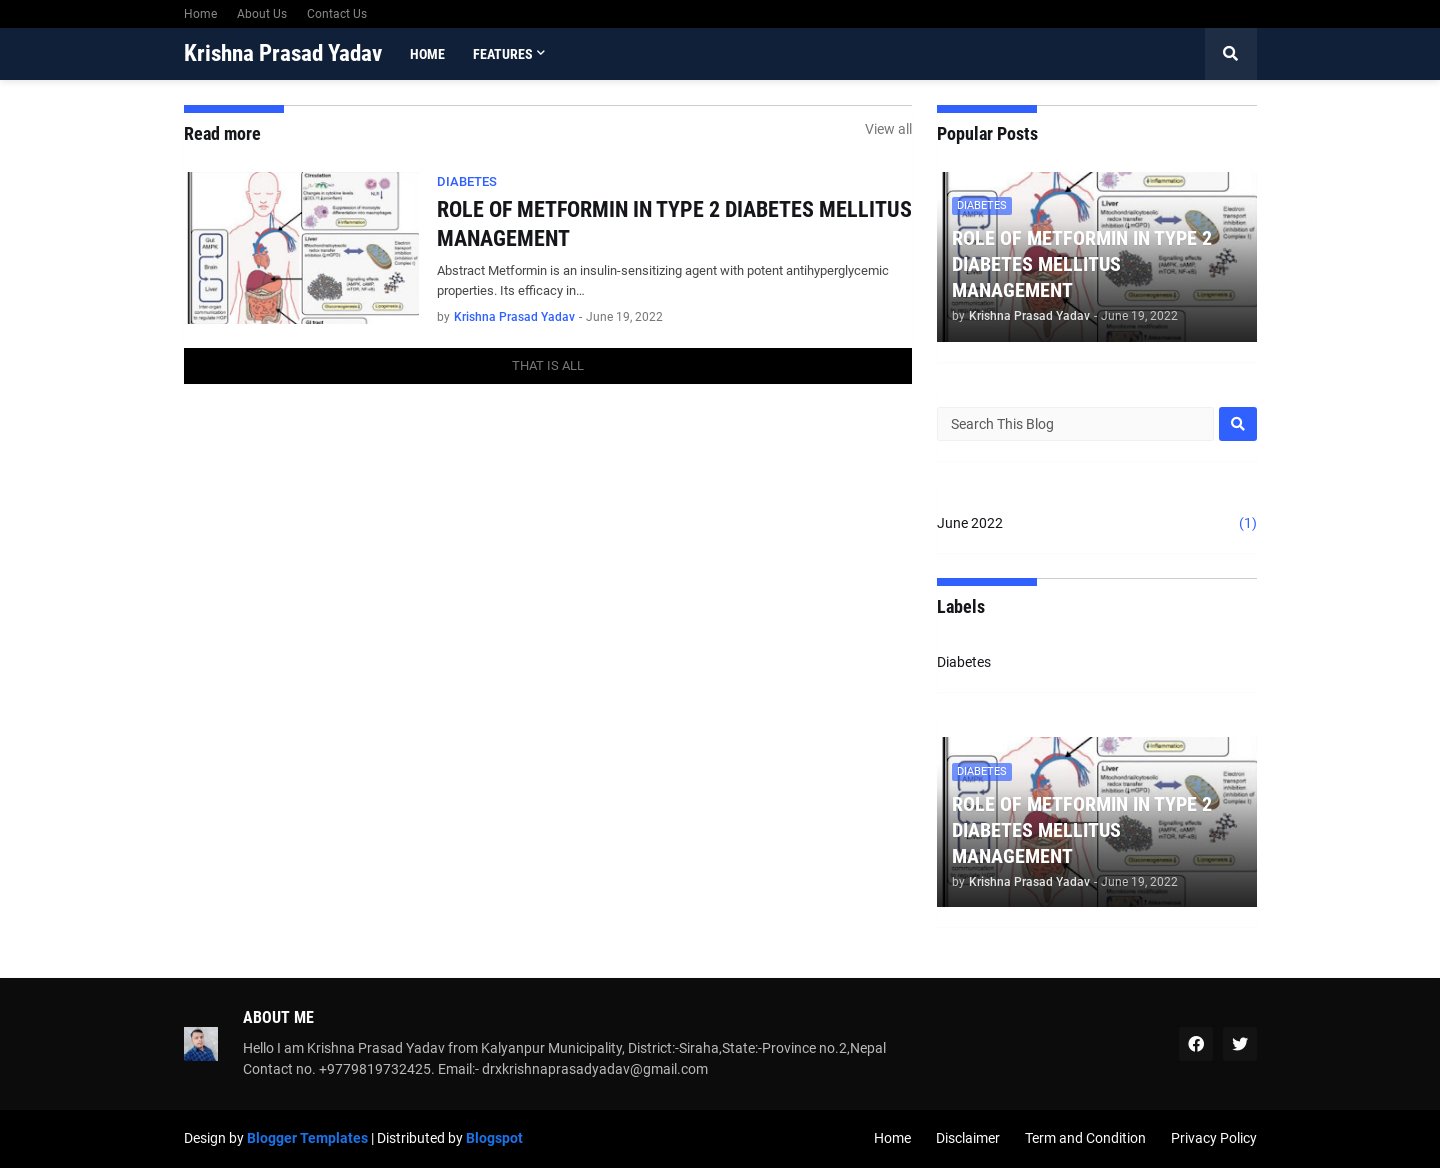 Home About Us Contact Us
Krishna Prasad Yadav HOME FEATURES
Read more View all
DIABETES
ROLE OF METFORMIN IN TYPE 2 DIABETES MELLITUS
MANAGEMENT
Abstract Metformin is an insulin-sensitizing agent with potent antihyperglycemic
properties. Its efficacy in…
by Krishna Prasad Yadav - June 19, 2022
THAT IS ALL
Popular Posts
DIABETES
ROLE OF METFORMIN IN TYPE 2
DIABETES MELLITUS
MANAGEMENT
by Krishna Prasad Yadav - June 19, 2022
Search This Blog
June 2022 (1)
Labels
Diabetes
DIABETES
ROLE OF METFORMIN IN TYPE 2
DIABETES MELLITUS
MANAGEMENT
by Krishna Prasad Yadav - June 19, 2022
ABOUT ME
Hello I am Krishna Prasad Yadav from Kalyanpur Municipality, District:-Siraha,State:-Province no.2,Nepal
Contact no. +9779819732425. Email:- drxkrishnaprasadyadav@gmail.com
Design by Blogger Templates | Distributed by Blogspot
Home Disclaimer Term and Condition Privacy Policy